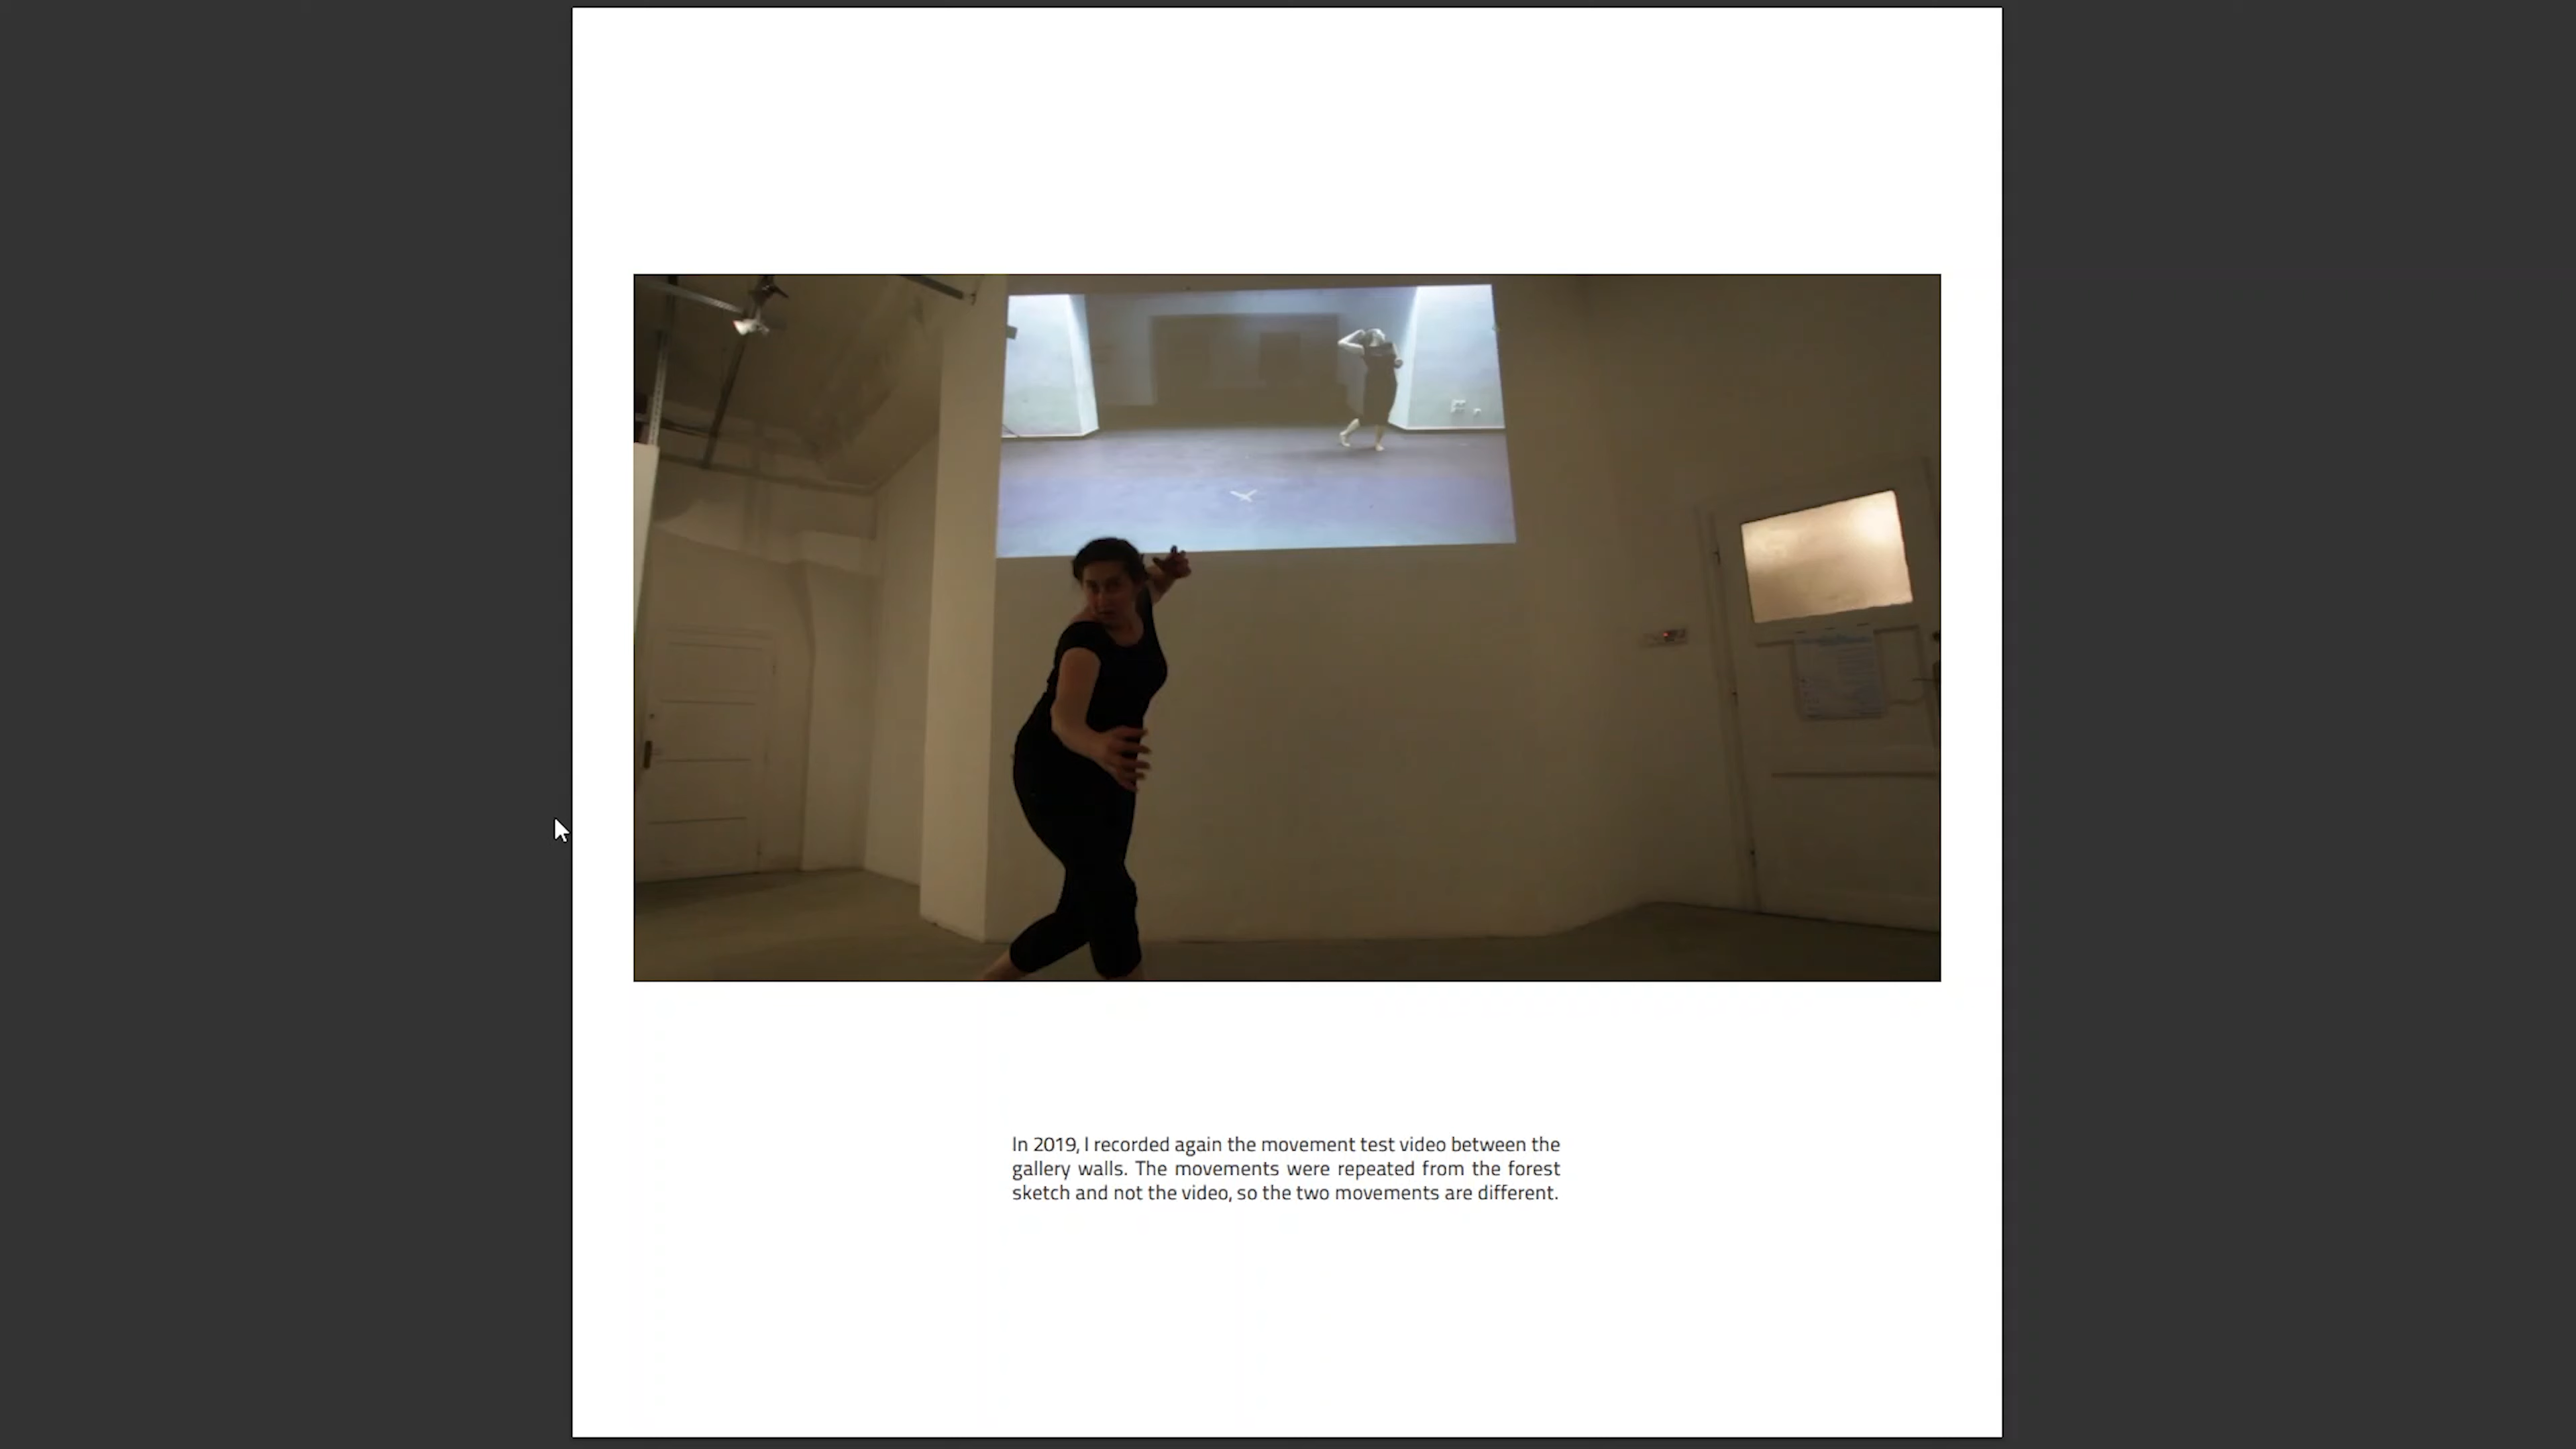 In 2019, I recorded again the movement test video between the
gallery walls. The movements were repeated from the forest
sketch and not the video, so the two movements are different.